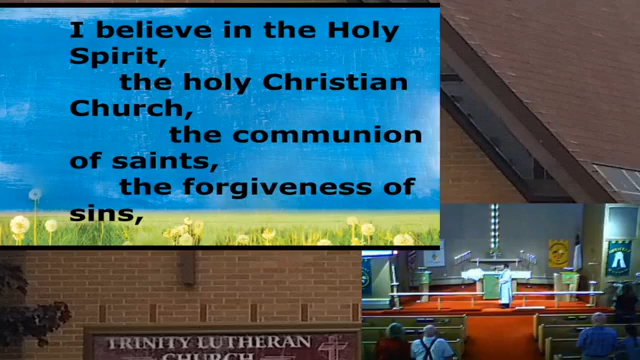 I believe in the Holy
Spirit,
the holy Christian
Church,
the communion
of saints,
the forgiveness of
sins,
TRINITY LUTHERAN
CHURCH